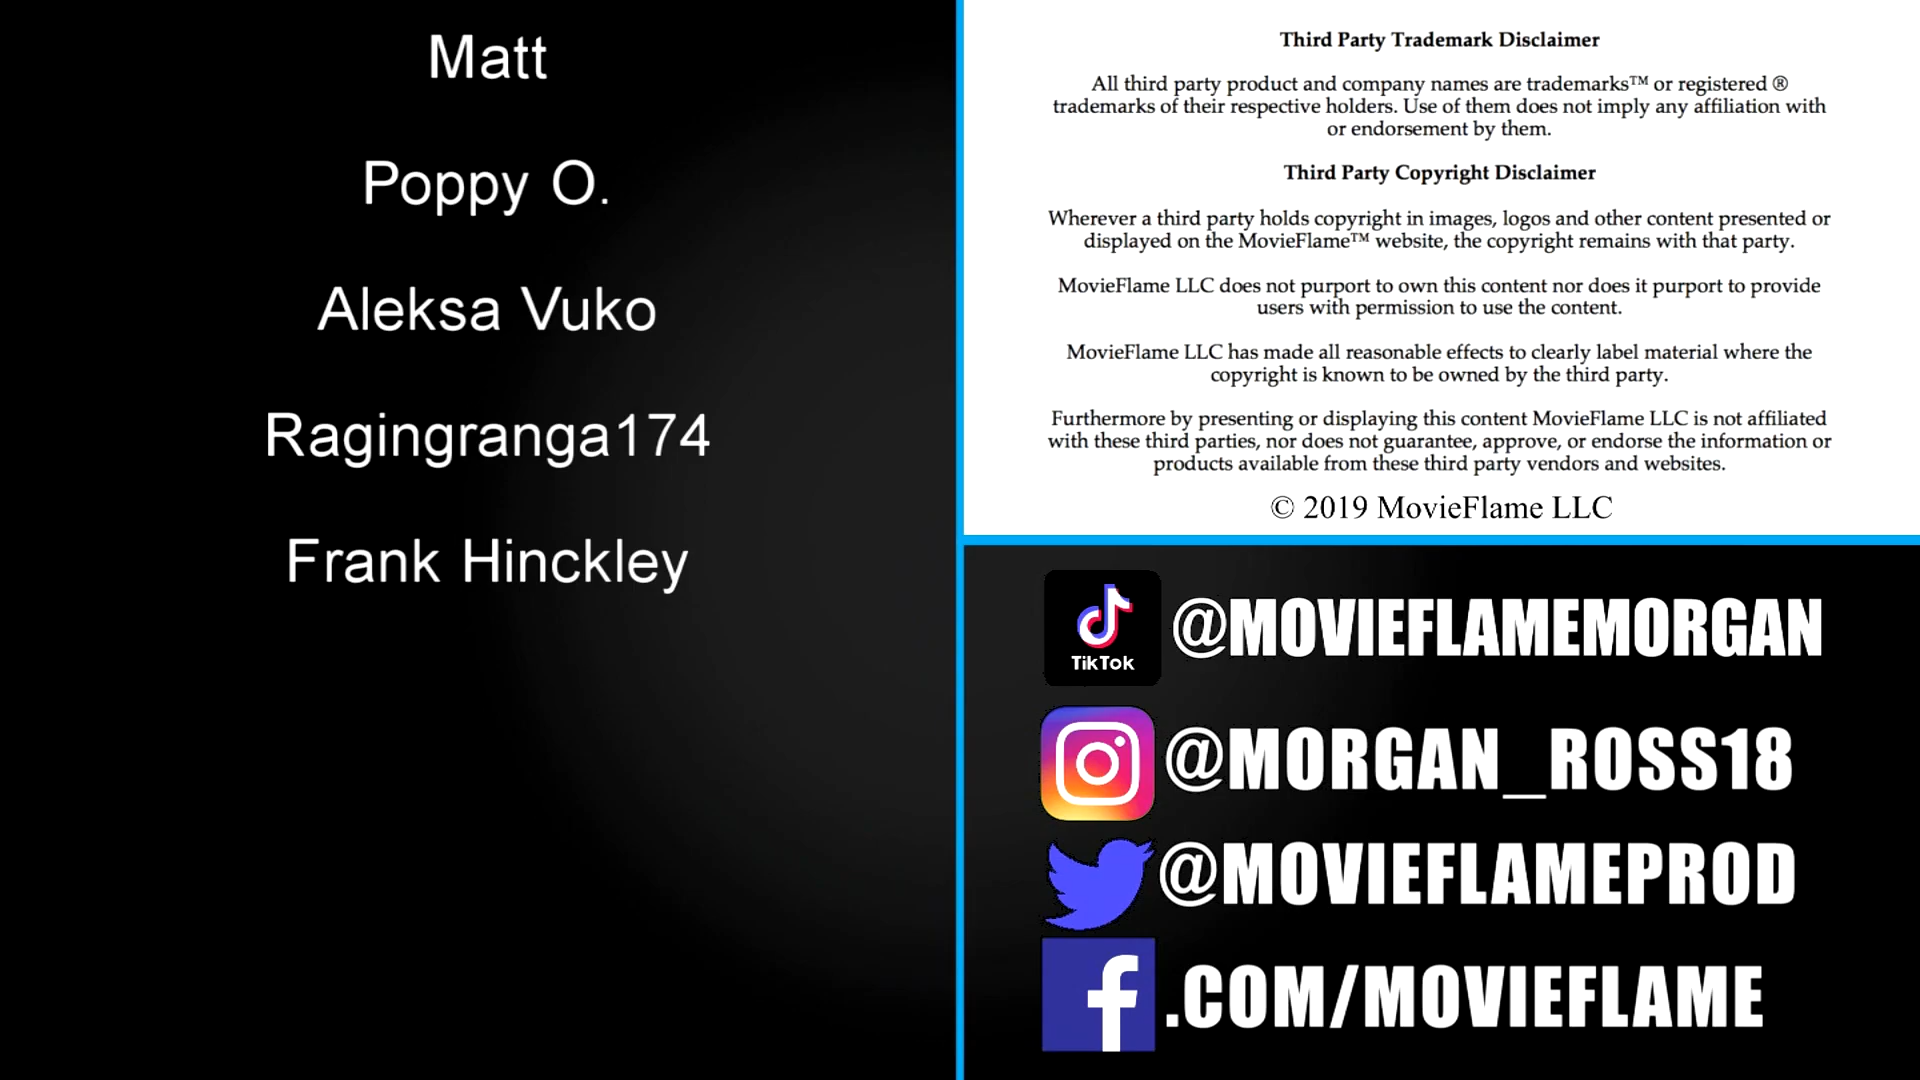 Matt
Poppy O.
Aleksa Vuko
Ragingranga174
Frank Hinckley
Third Party Trademark Disclaimer
All third party product and company names are trademarks™ or registered ®
trademarks of their respective holders. Use of them does not imply any affiliation with
or endorsement by them.
Third Party Copyright Disclaimer
Wherever a third party holds copyright in images, logos and other content presented or
displayed on the MovieFlame™ website, the copyright remains with that party.
MovieFlame LLC does not purport to own this content nor does it purport to provide
users with permission to use the content.
MovieFlame LLC has made all reasonable effects to clearly label material where the
copyright is known to be owned by the third party.
Furthermore by presenting or displaying this content MovieFlame LLC is not affiliated
with these third parties, nor does not guarantee, approve, or endorse the information or
products available from these third party vendors and websites.
© 2019 MovieFlame LLC
TikTok
@MOVIEFLAMEMORGAN
@MORGAN_ROSS18
@MOVIEFLAMEPROD
f .COM/MOVIEFLAME